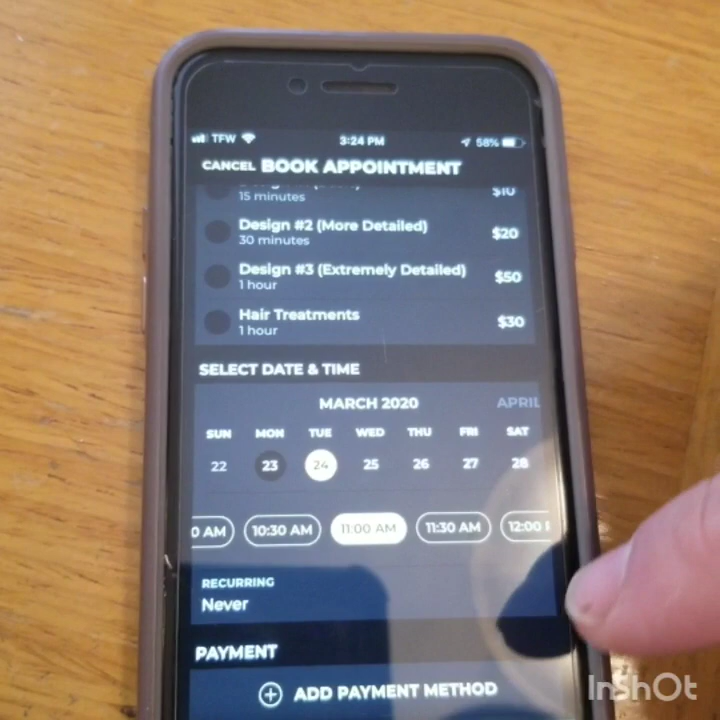 TFW 3:24 PM 58%
CANCEL BOOK APPOINTMENT
$10
15 minutes
Design #2 (More Detailed) $20
30 minutes
Design #3 (Extremely Detailed) $50
1 hour
Hair Treatments $30
1 hour
SELECT DATE & TIME
MARCH 2020 APRIL
SUN MON TUE WED THU FRI SAT
22 23 24 25 26 27 28
0 AM 10:30 AM 11:00 AM 11:30 AM 12:00
RECURRING
Never
PAYMENT
ADD PAYMENT METHOD
InShOt